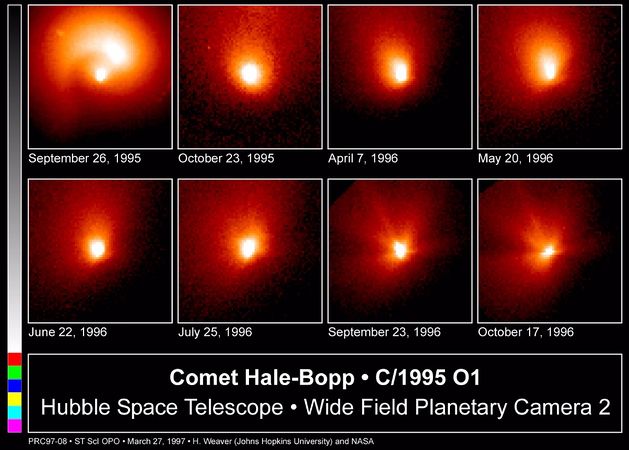 September 26, 1995
October 23, 1995
April 7, 1996
May 20, 1996
June 22, 1996
July 25, 1996
September 23, 1996
October 17, 1996
Comet Hale-Bopp • C/1995 O1
Hubble Space Telescope • Wide Field Planetary Camera 2
PRC97-08 • ST ScI OPO • March 27, 1997 • H. Weaver (Johns Hopkins University) and NASA